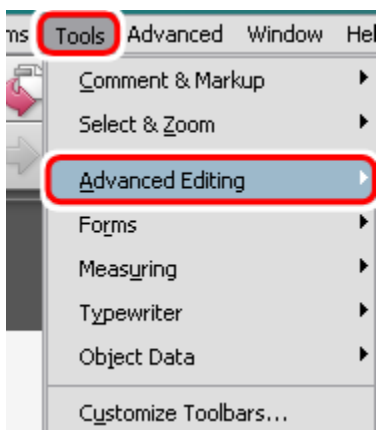 ms Tools Advanced Window Hel
Comment & Markup
Select & Zoom
Advanced Editing
Forms
Measuring
Typewriter
Object Data
Customize Toolbars...